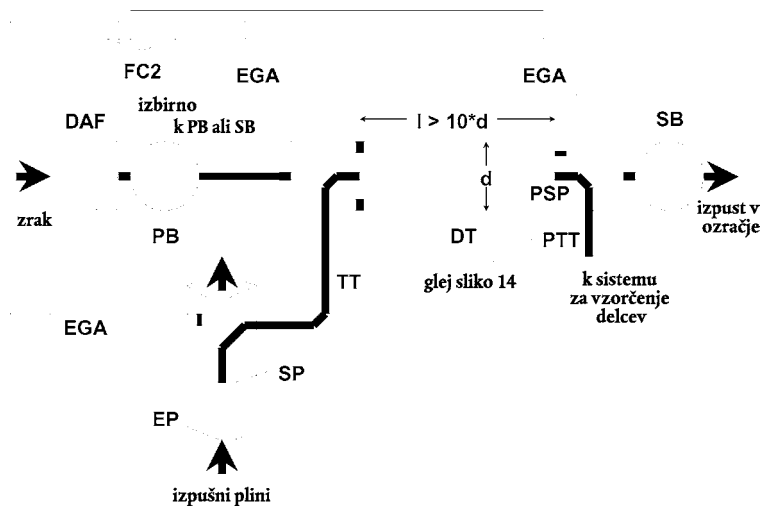 FC2
EGA
EGA
izbirno
k PB ali SB
DAF
l > 10*d
SB
d
zrak
PSP
izpust v
ozračje
PB
DT
PTT
TT
glej sliko 14
k sistemu
za vzorčenje
delcev
EGA
SP
EP
izpušni plini